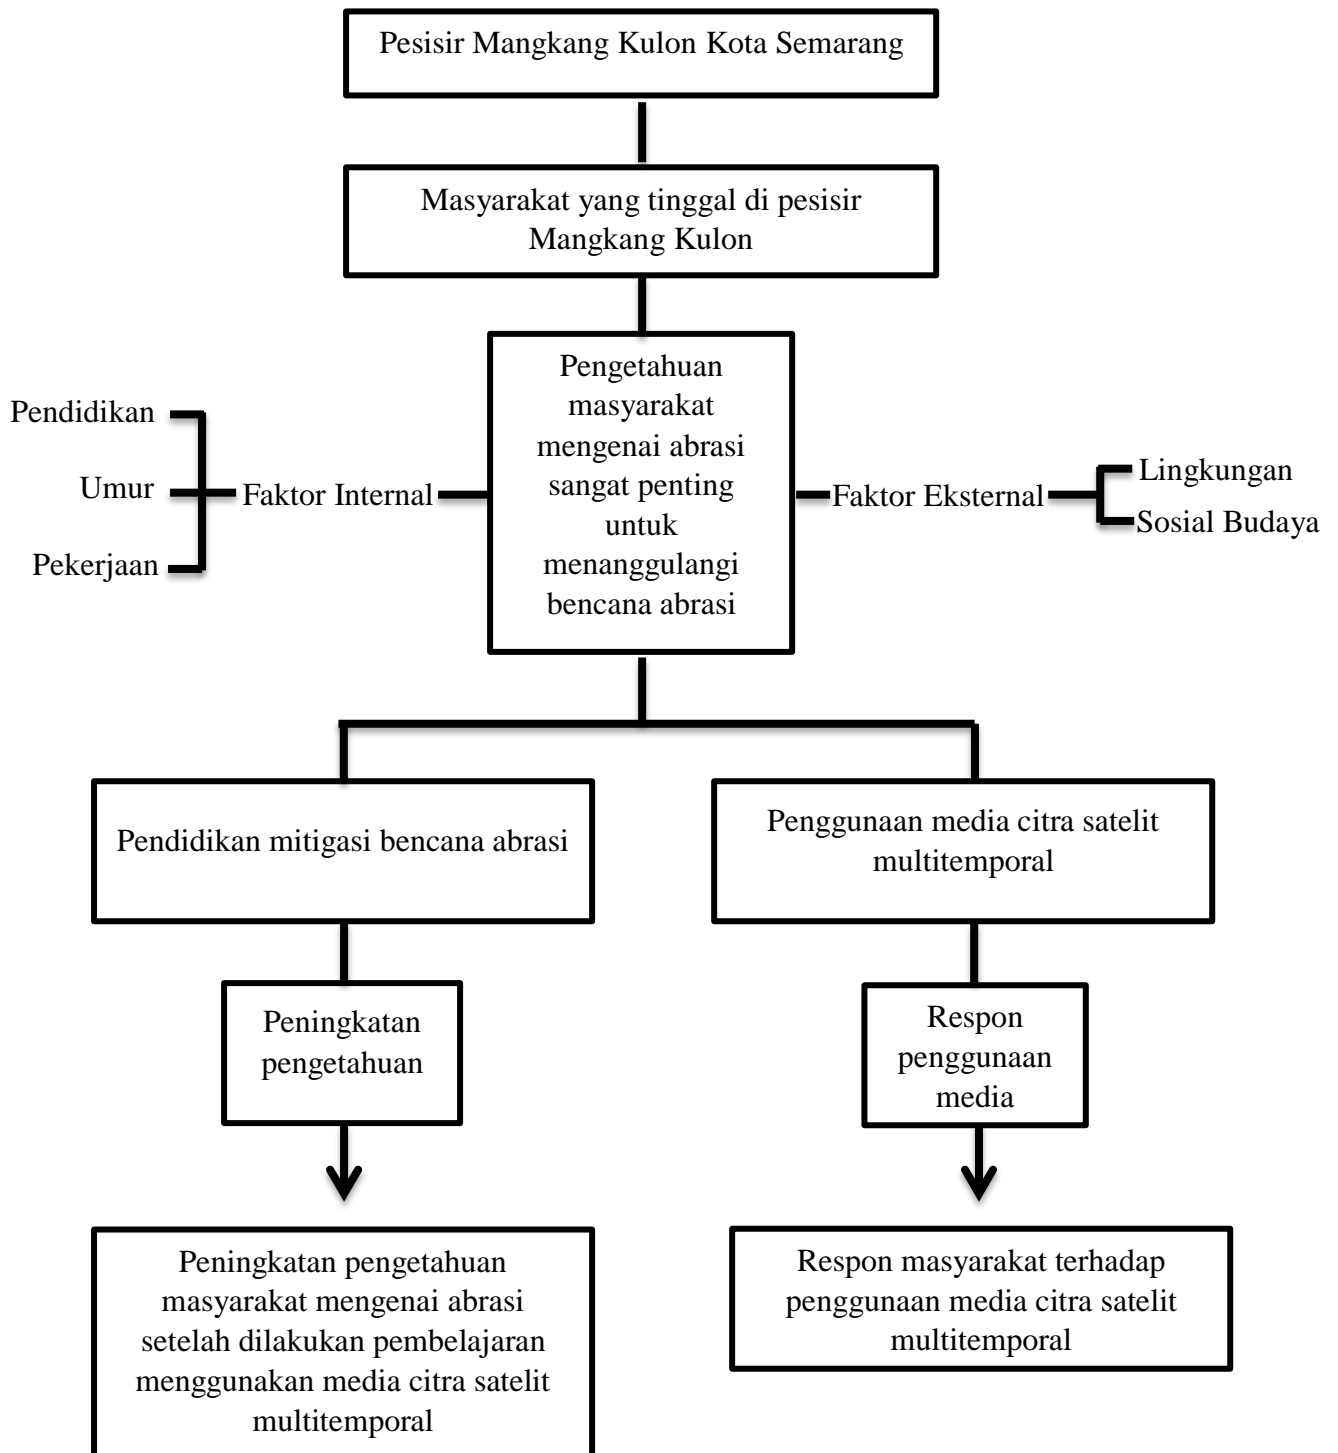 Pesisir Mangkang Kulon Kota Semarang
Masyarakat yang tinggal di pesisir
Mangkang Kulon
Pengetahuan
masyarakat
mengenai abrasi
sangat penting
untuk
menanggulangi
bencana abrasi
Pendidikan
Umur
Pekerjaan
Faktor Internal
Faktor Eksternal
Lingkungan
Sosial Budaya
Pendidikan mitigasi bencana abrasi
Penggunaan media citra satelit
multitemporal
Peningkatan
pengetahuan
Respon
penggunaan
media
Peningkatan pengetahuan
masyarakat mengenai abrasi
setelah dilakukan pembelajaran
menggunakan media citra satelit
multitemporal
Respon masyarakat terhadap
penggunaan media citra satelit
multitemporal